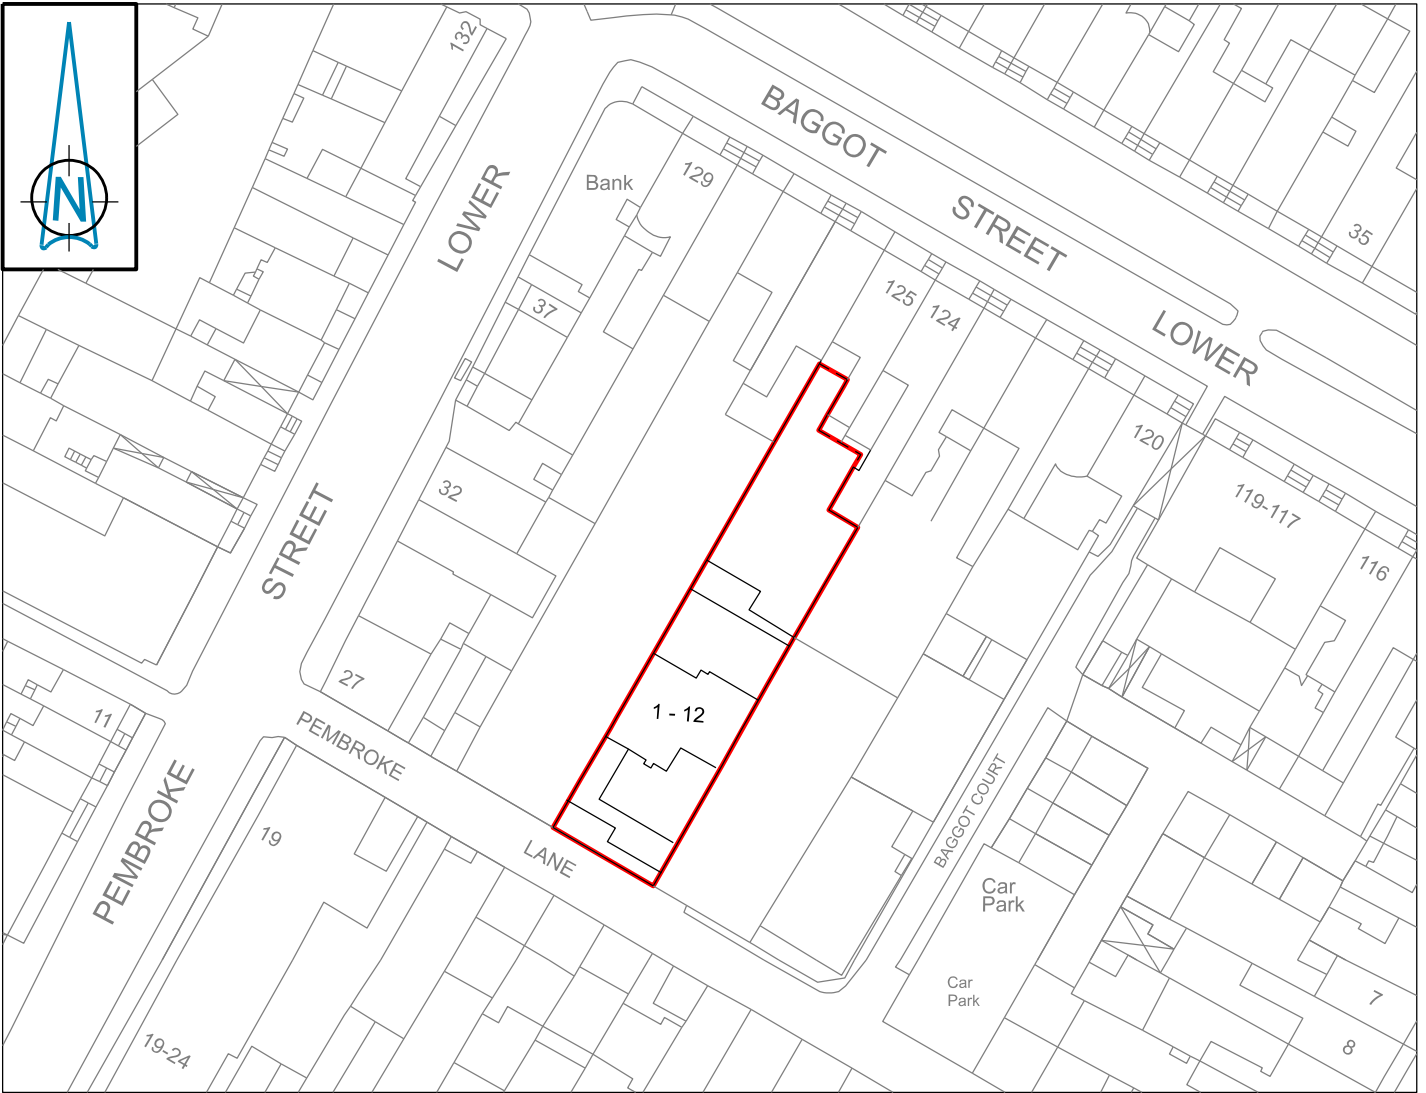 132
BAGGOT
STREET
LOWER
N
LOWER
Bank
129
35
37
125
124
120
119-117
116
32
STREET
27
11
1 - 12
PEMBROKE
LANE
PEMBROKE
19
BAGGOT COURT
Car
Park
Car
Park
7
8
19-24